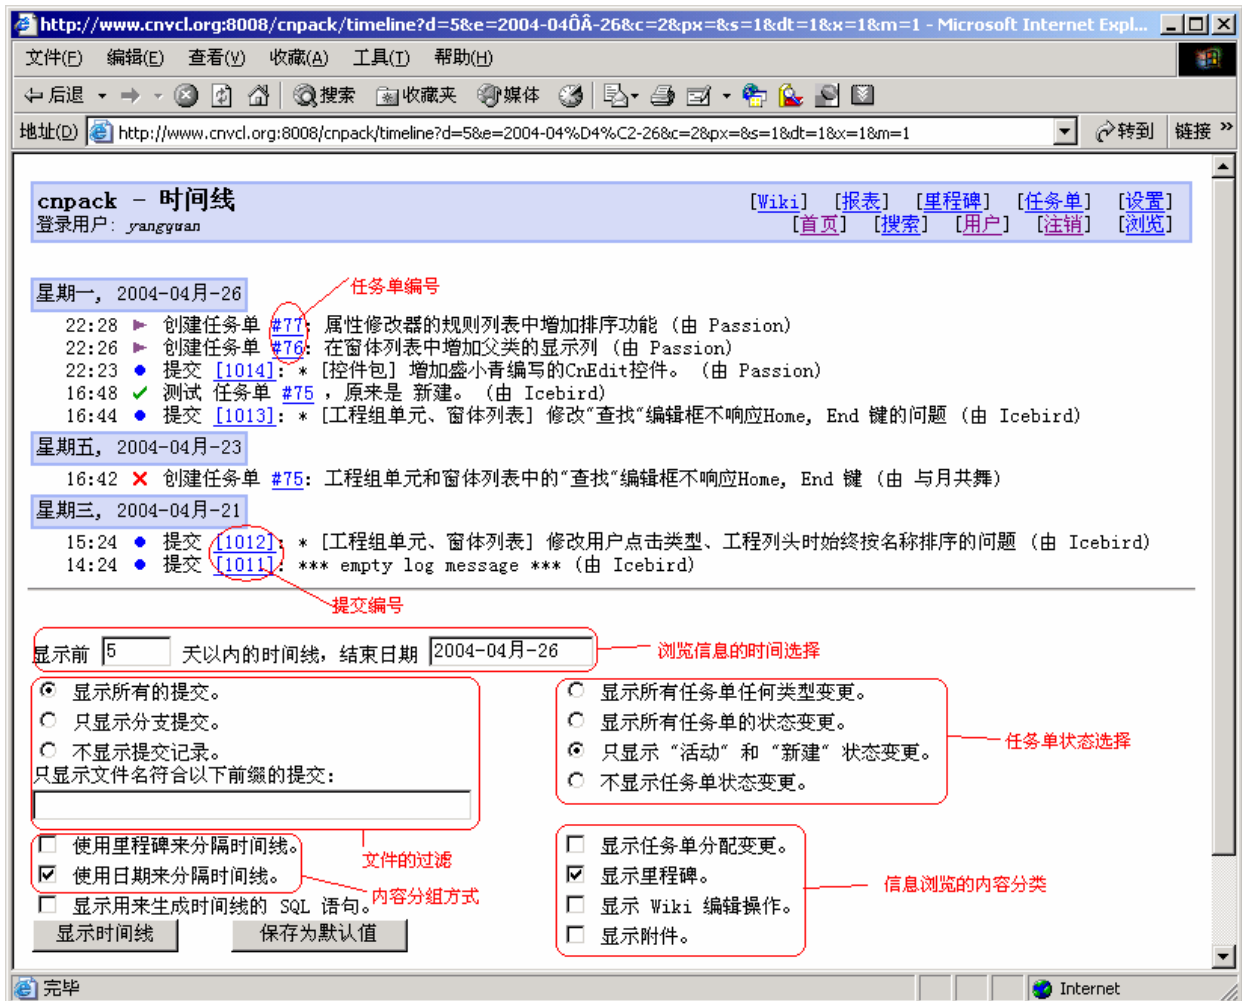 http://www.cnvcl.org:8008/cnpack/timeline?d=5&e=2004-04ÔÂ-26&c=2&px=&s=1&dt=1&x=1&m=1 - Microsoft Internet Expl...
文件(F) 编辑(E) 查看(V) 收藏(A) 工具(T) 帮助(H)
后退 搜索 收藏夹 媒体
地址(D) http://www.cnvcl.org:8008/cnpack/timeline?d=5&e=2004-04%D4%C2-26&c=2&px=&s=1&dt=1&x=1&m=1 转到 链接 »
cnpack - 时间线 [Wiki] [报表] [里程碑] [任务单] [设置]
登录用户: yangyuan [首页] [搜索] [用户] [注销] [浏览]
任务单编号
星期一, 2004-04月-26
22:28 创建任务单 #77: 属性修改器的规则列表中增加排序功能 (由 Passion)
22:26 创建任务单 #76: 在窗体列表中增加父类的显示列 (由 Passion)
22:23 提交 [1014]: * [控件包] 增加盛小青编写的CnEdit控件。 (由 Passion)
16:48 测试 任务单 #75 , 原来是 新建。 (由 Icebird)
16:44 提交 [1013]: * [工程组单元、窗体列表] 修改“查找”编辑框不响应Home, End 键的问题 (由 Icebird)
星期五, 2004-04月-23
16:42 创建任务单 #75: 工程组单元和窗体列表中的“查找”编辑框不响应Home, End 键 (由 与月共舞)
星期三, 2004-04月-21
15:24 提交 [1012]: * [工程组单元、窗体列表] 修改用户点击类型、工程列头时始终按名称排序的问题 (由 Icebird)
14:24 提交 [1011]: *** empty log message *** (由 Icebird)
提交编号
显示前 5 天以内的时间线, 结束日期 2004-04月-26 浏览信息的时间选择
显示所有的提交。 显示所有任务单任何类型变更。
只显示分支提交。 显示所有任务单的状态变更。
不显示提交记录。 只显示 “活动” 和 “新建” 状态变更。 任务单状态选择
只显示文件名符合以下前缀的提交: 不显示任务单状态变更。
使用里程碑来分隔时间线。 文件的过滤 显示任务单分配变更。
使用日期来分隔时间线。 内容分组方式 显示里程碑。 信息浏览的内容分类
显示用来生成时间线的 SQL 语句。 显示 Wiki 编辑操作。
显示时间线 保存为默认值 显示附件。
完毕 Internet